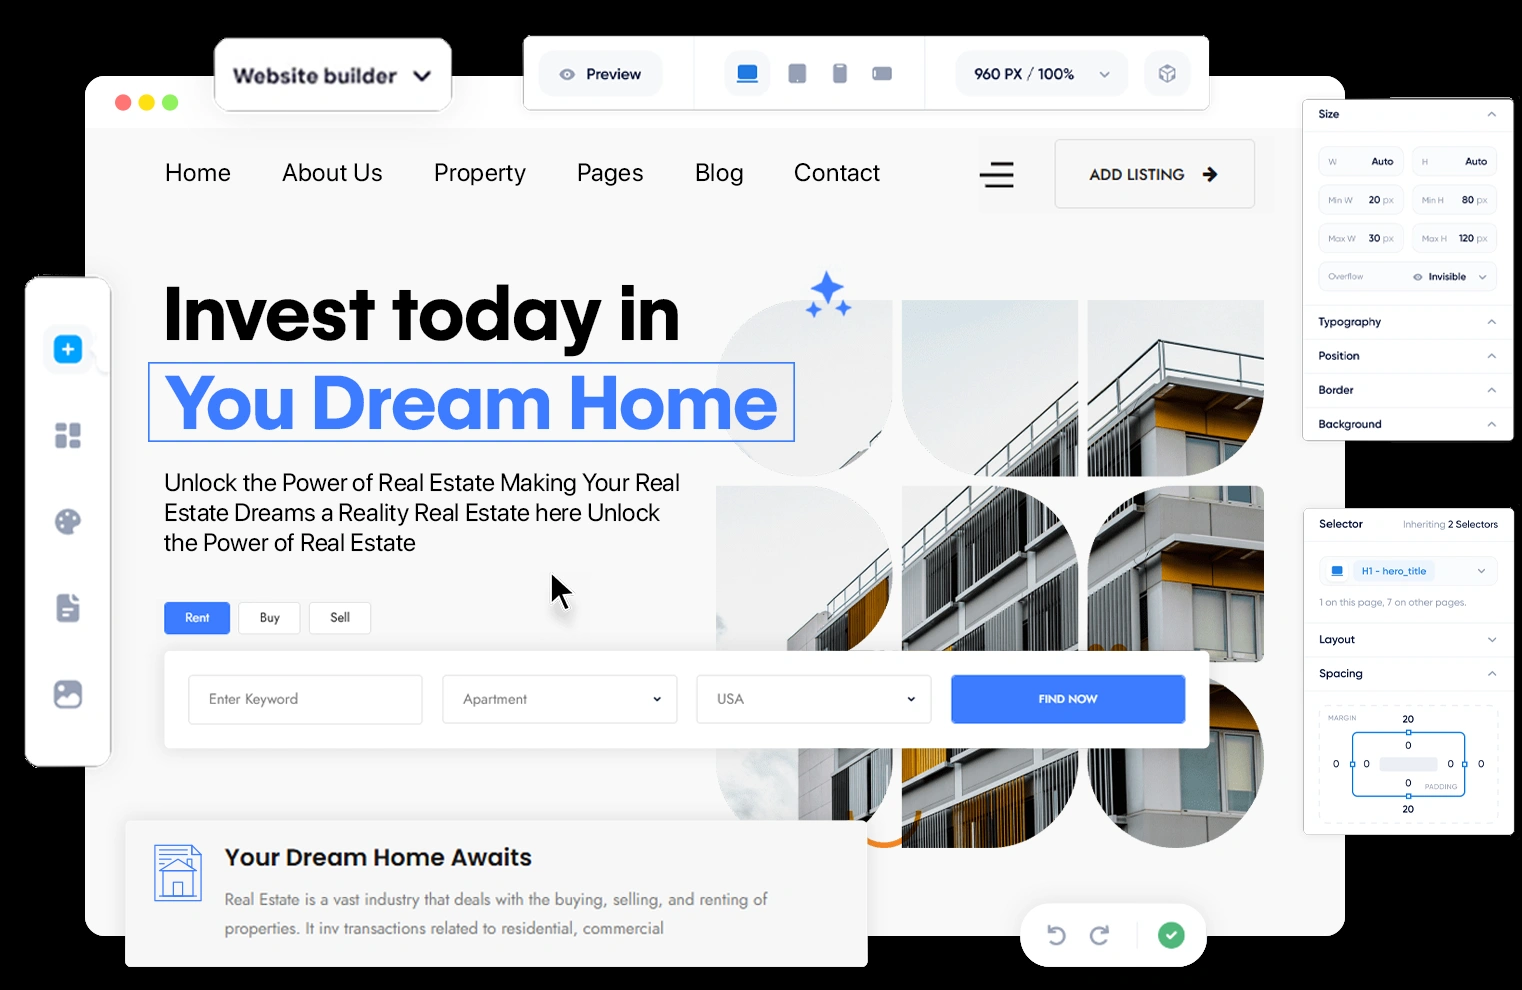 Website builder
Preview
960 PX / 100%
Home About Us Property Pages Blog Contact
ADD LISTING
Invest today in
You Dream Home
Unlock the Power of Real Estate Making Your Real
Estate Dreams a Reality Real Estate here Unlock
the Power of Real Estate
Rent Buy Sell
Enter Keyword Apartment USA FIND NOW
Your Dream Home Awaits
Real Estate is a vast industry that deals with the buying, selling, and renting of
properties. It inv transactions related to residential, commercial
Size
W Auto H Auto
Min W 20 px Min H 80 px
Max W 30 px Max H 120 px
Overflow Invisible
Typography
Position
Border
Background
Selector Inheriting 2 Selectors
H1 - hero_title
1 on this page, 7 on other pages.
Layout
Spacing
MARGIN 20
0
0 0 0 0
0 PADDING
20